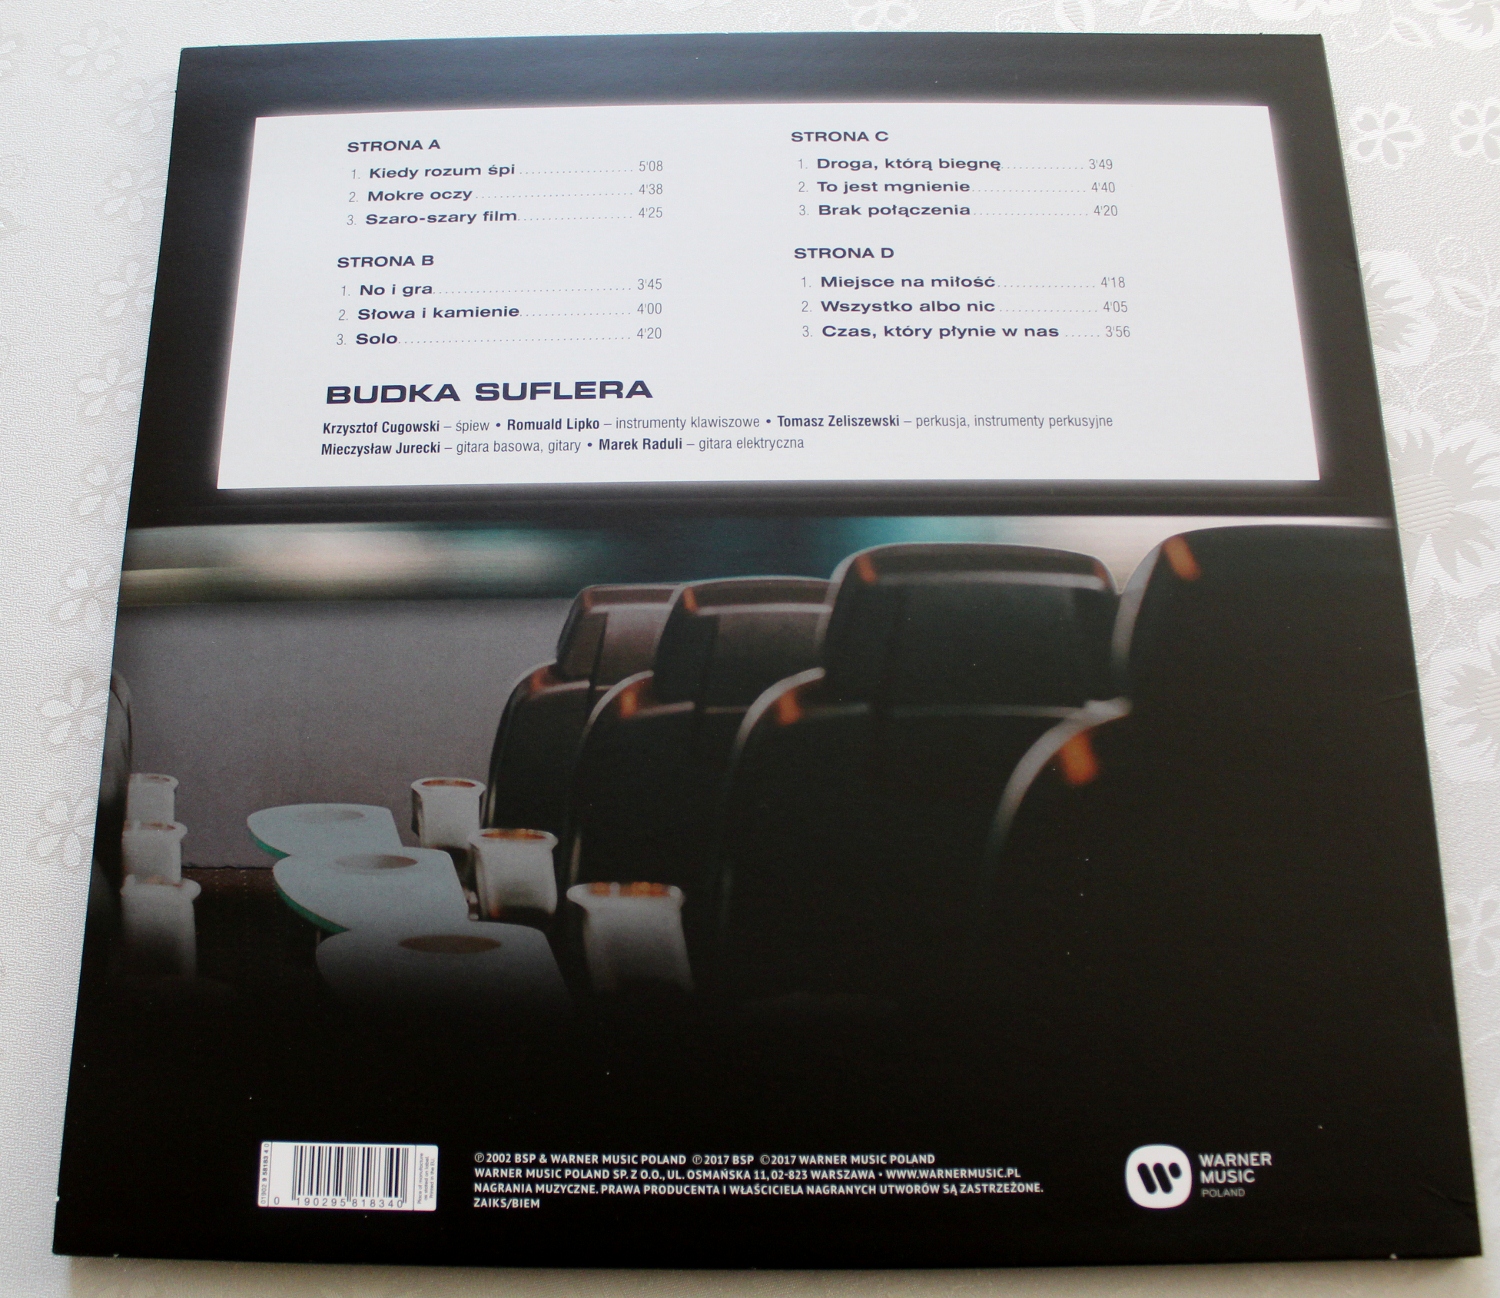 STRONA A
1. Kiedy rozum śpi 5'08
2. Mokre oczy 4'38
3. Szaro-szary film 4'25
STRONA B
1. No i gra 3'45
2. Słowa i kamienie 4'00
3. Solo 4'20
STRONA C
1. Droga, którą biegnę 3'49
2. To jest mgnienie 4'40
3. Brak połączenia 4'20
STRONA D
1. Miejsce na miłość 4'18
2. Wszystko albo nic 4'05
3. Czas, który płynie w nas 3'56
BUDKA SUFLERA
Krzysztof Cugowski – śpiew • Romuald Lipko – instrumenty klawiszowe • Tomasz Zeliszewski – perkusja, instrumenty perkusyjne
Mieczysław Jurecki – gitara basowa, gitary • Marek Raduli – gitara elektryczna
0 190295 818340
℗ 2002 BSP & WARNER MUSIC POLAND ℗ 2017 BSP © 2017 WARNER MUSIC POLAND
WARNER MUSIC POLAND SP. Z O.O., UL. OSMAŃSKA 11, 02-823 WARSZAWA • WWW.WARNERMUSIC.PL
NAGRANIA MUZYCZNE. PRAWA PRODUCENTA I WŁAŚCICIELA NAGRANYCH UTWORÓW SĄ ZASTRZEŻONE.
ZAIKS/BIEM
WARNER
MUSIC
POLAND